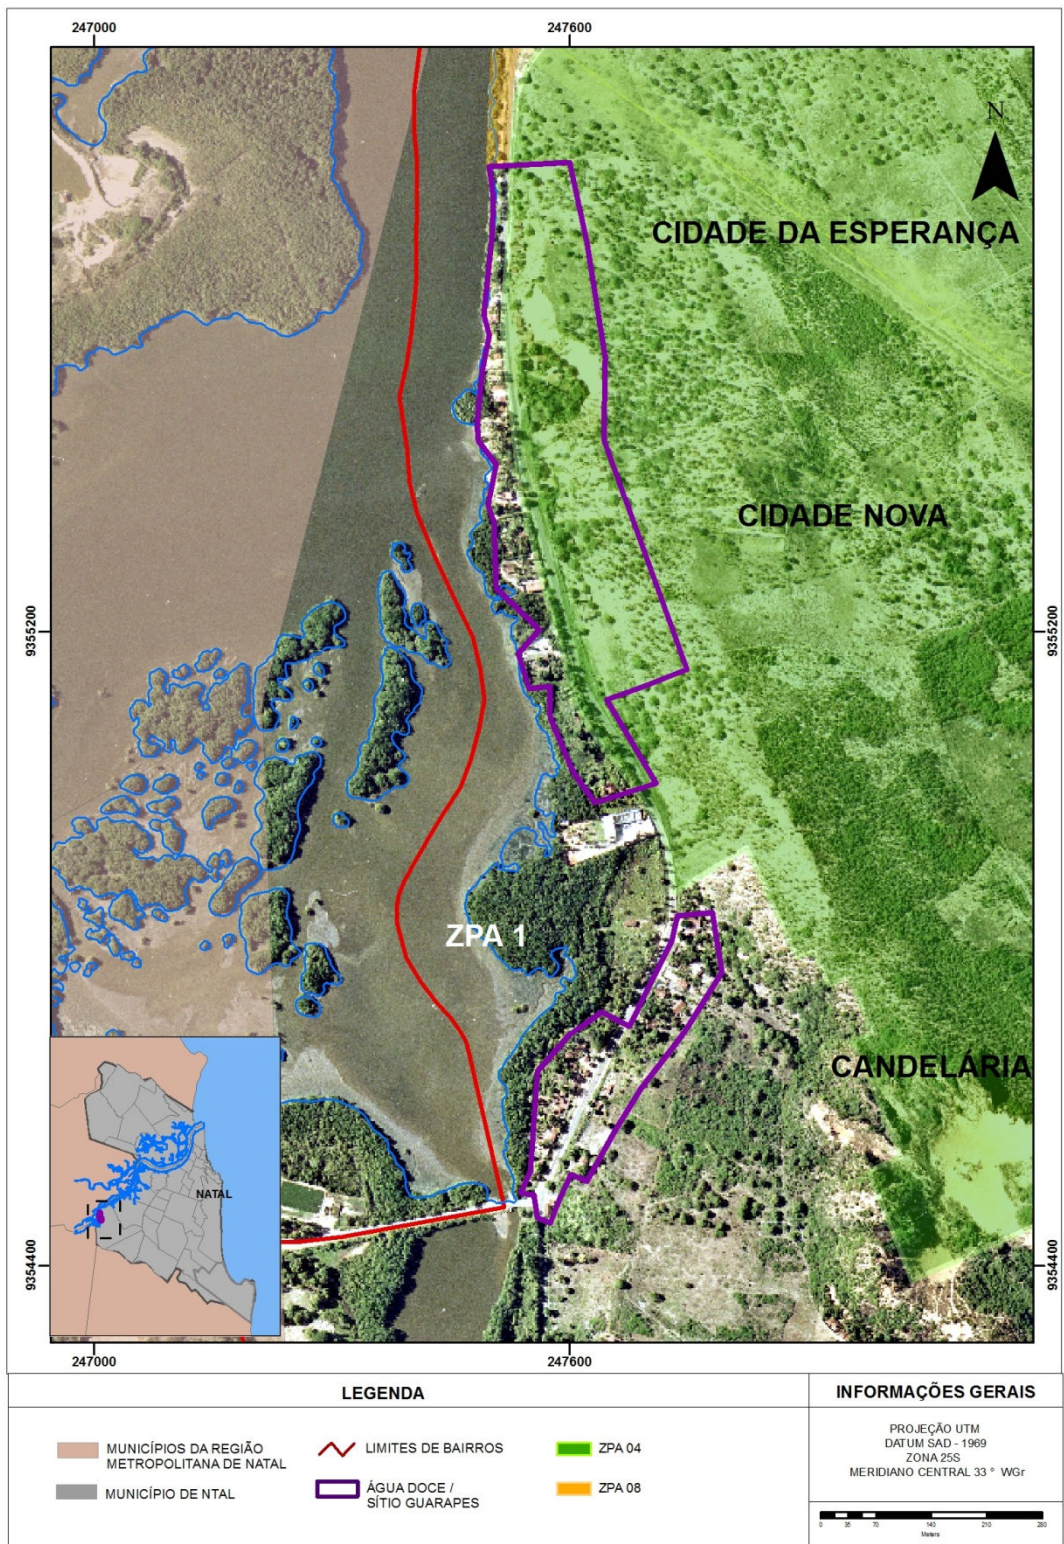 247000
247600
N
CIDADE DA ESPERANÇA
CIDADE NOVA
9355200
9355200
ZPA 1
CANDELÁRIA
NATAL
9354400
9354400
247000
247600
LEGENDA
MUNICÍPIOS DA REGIÃO
METROPOLITANA DE NATAL
MUNICÍPIO DE NTAL
LIMITES DE BAIRROS
ÁGUA DOCE /
SÍTIO GUARAPES
ZPA 04
ZPA 08
INFORMAÇÕES GERAIS
PROJEÇÃO UTM
DATUM SAD - 1969
ZONA 25S
MERIDIANO CENTRAL 33 ° WGr
0 35 70 140 210 280
Meters